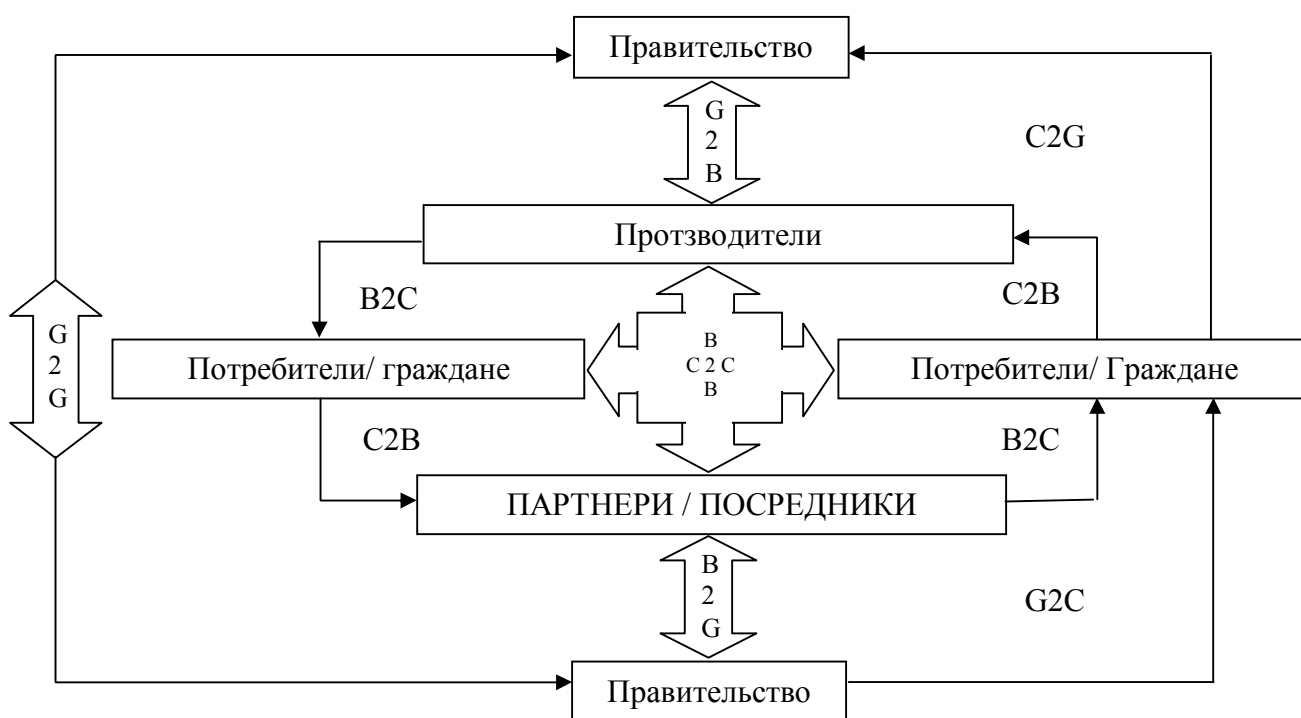 Правительство
G
2
B
C2G
Протзводители
B2C
C2B
G
2
G
Потребители/ граждане
B
C 2 C
B
Потребители/ Граждане
C2B
B2C
ПАРТНЕРИ / ПОСРЕДНИКИ
B
2
G
G2C
Правительство